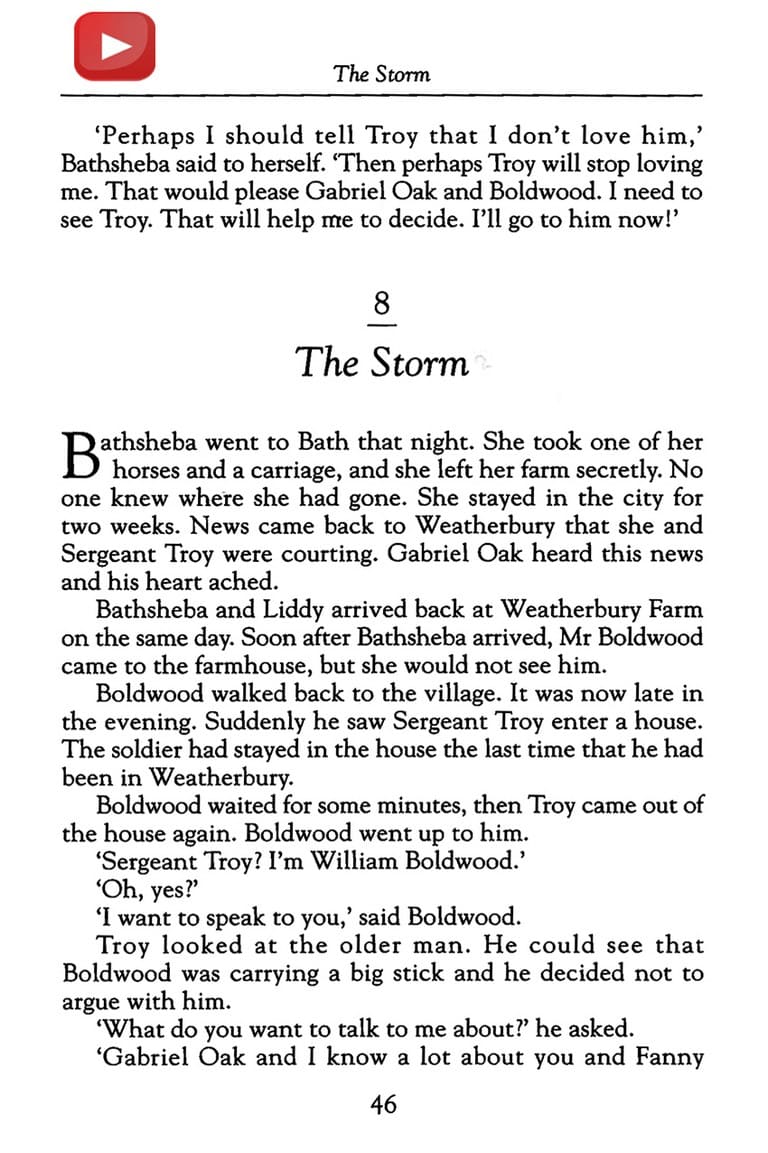 The Storm
‘Perhaps I should tell Troy that I don’t love him,’
Bathsheba said to herself. ‘Then perhaps Troy will stop loving
me. That would please Gabriel Oak and Boldwood. I need to
see Troy. That will help me to decide. I’ll go to him now!’
8
The Storm
Bathsheba went to Bath that night. She took one of her
horses and a carriage, and she left her farm secretly. No
one knew where she had gone. She stayed in the city for
two weeks. News came back to Weatherbury that she and
Sergeant Troy were courting. Gabriel Oak heard this news
and his heart ached.
Bathsheba and Liddy arrived back at Weatherbury Farm
on the same day. Soon after Bathsheba arrived, Mr Boldwood
came to the farmhouse, but she would not see him.
Boldwood walked back to the village. It was now late in
the evening. Suddenly he saw Sergeant Troy enter a house.
The soldier had stayed in the house the last time that he had
been in Weatherbury.
Boldwood waited for some minutes, then Troy came out of
the house again. Boldwood went up to him.
‘Sergeant Troy? I’m William Boldwood.’
‘Oh, yes?’
‘I want to speak to you,’ said Boldwood.
Troy looked at the older man. He could see that
Boldwood was carrying a big stick and he decided not to
argue with him.
‘What do you want to talk to me about?’ he asked.
‘Gabriel Oak and I know a lot about you and Fanny
46